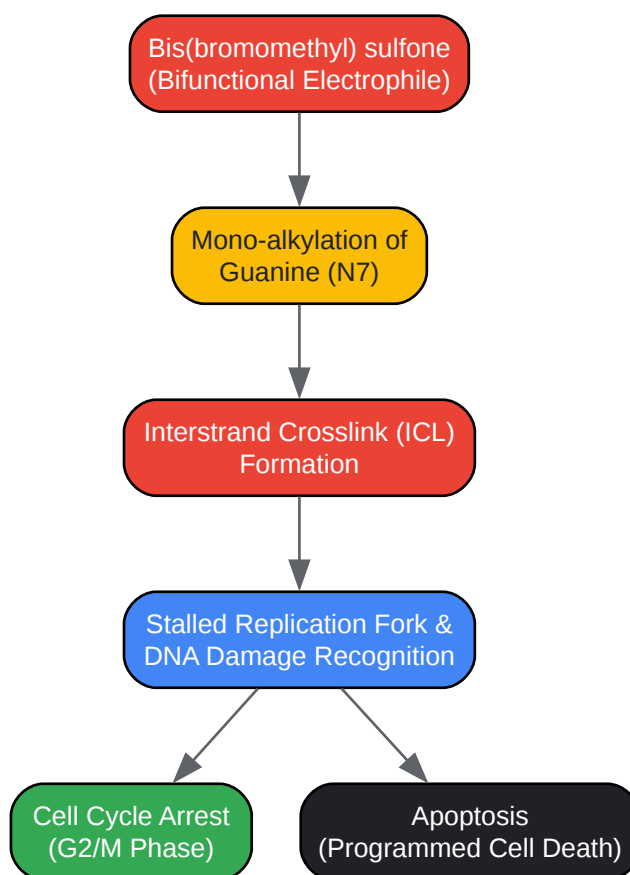 Bis(bromomethyl) sulfone
(Bifunctional Electrophile)
Mono-alkylation of
Guanine (N7)
Interstrand Crosslink (ICL)
Formation
Stalled Replication Fork &
DNA Damage Recognition
Cell Cycle Arrest
(G2/M Phase)
Apoptosis
(Programmed Cell Death)